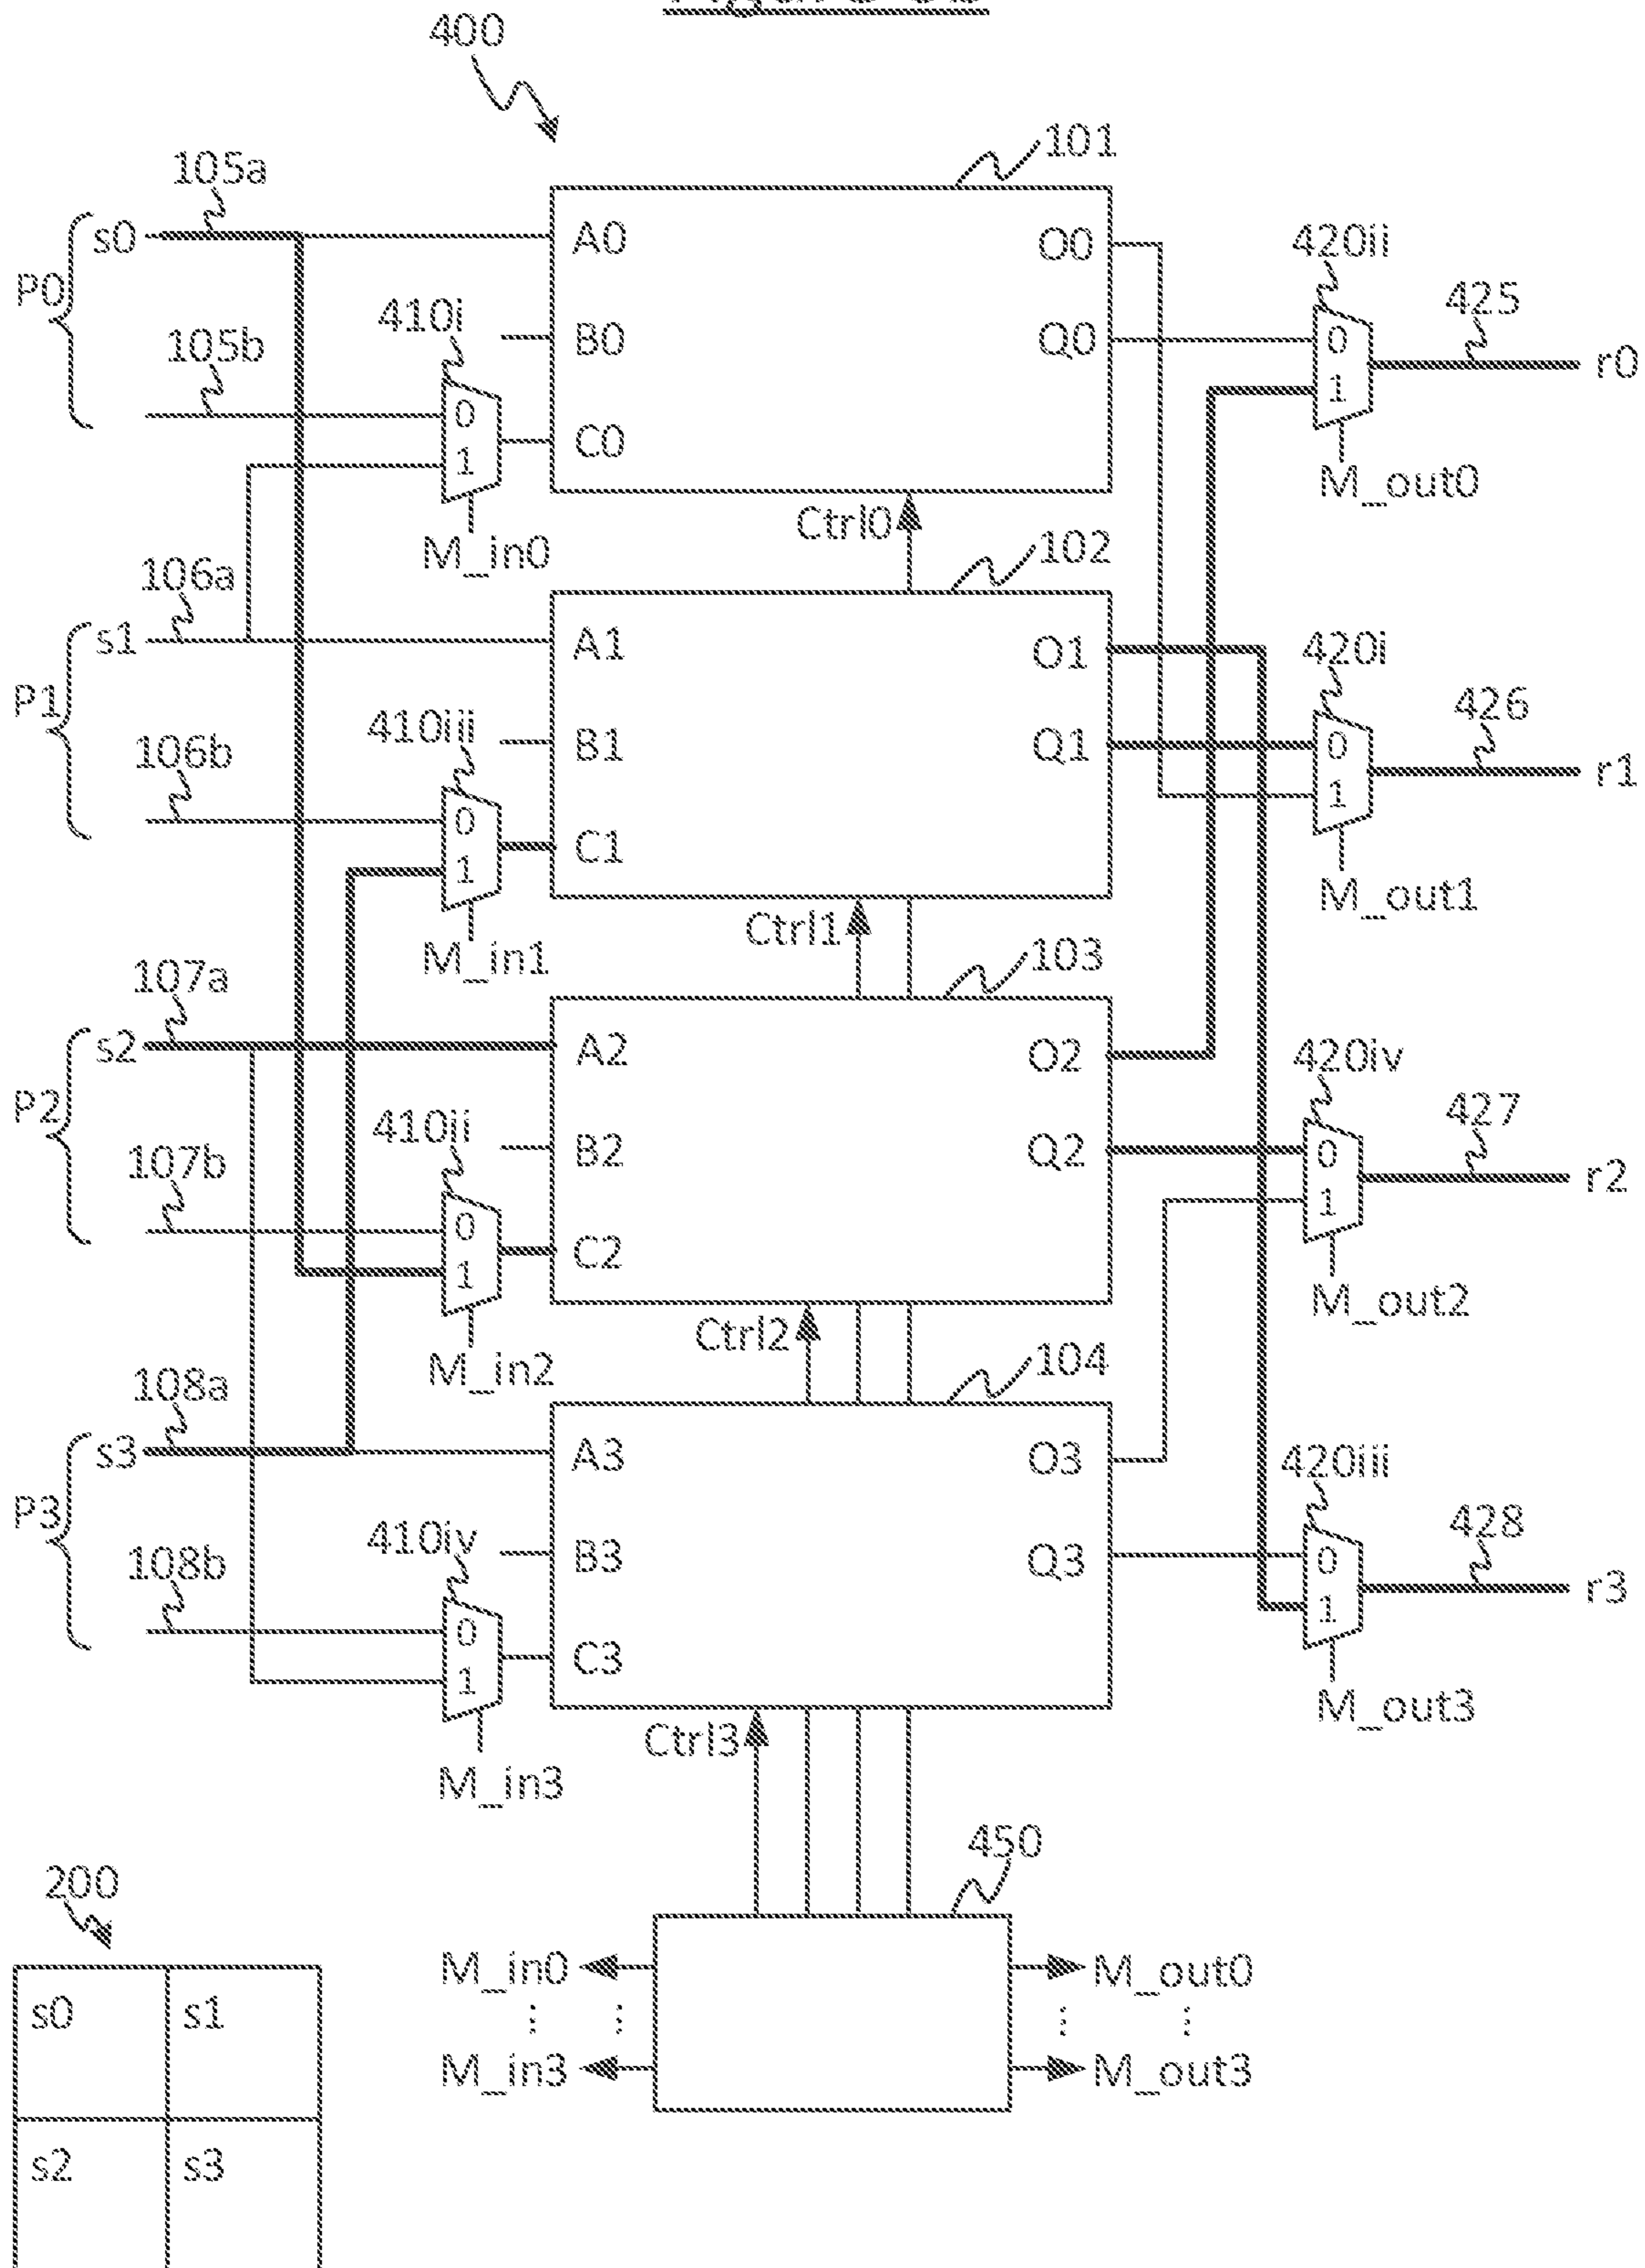 400
101
105a
s0
A0
O0
420ii
P0
410i
B0
Q0
0
425
r0
105b
0
1
C0
1
M_out0
M_in0
Ctrl0
102
106a
s1
A1
O1
420i
P1
410iii
B1
Q1
0
426
r1
106b
0
1
C1
1
M_out1
M_in1
Ctrl1
103
107a
s2
A2
O2
420iv
P2
410ii
B2
Q2
0
427
r2
107b
0
1
C2
1
M_out2
M_in2
Ctrl2
104
108a
s3
A3
O3
420iii
P3
410iv
B3
Q3
0
428
r3
108b
0
1
C3
1
M_out3
M_in3
Ctrl3
450
200
M_in0
M_out0
M_in3
M_out3
s0 s1
s2 s3